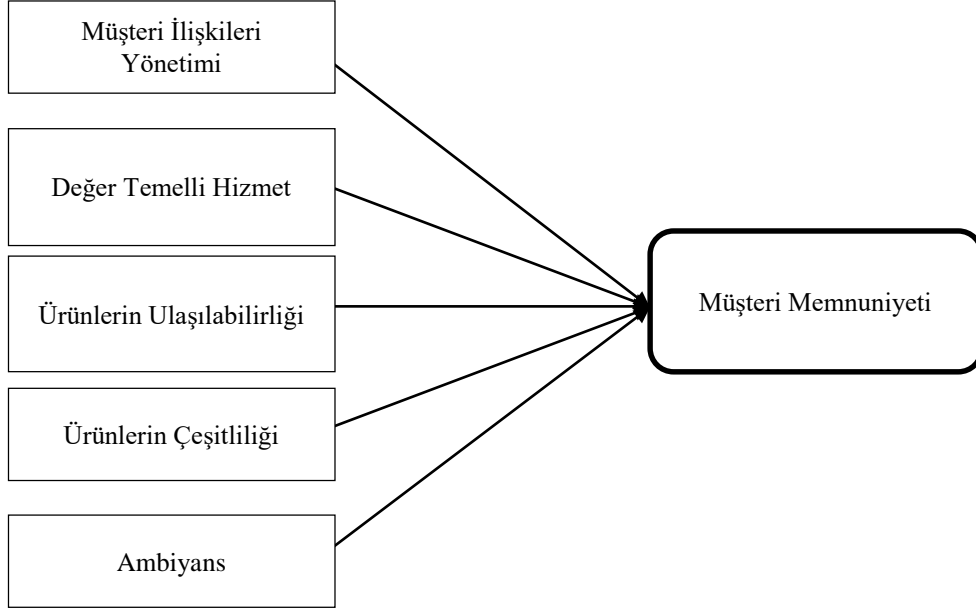 Müşteri İlişkileri
Yönetimi
Değer Temelli Hizmet
Ürünlerin Ulaşılabilirliği
Müşteri Memnuniyeti
Ürünlerin Çeşitliliği
Ambiyans